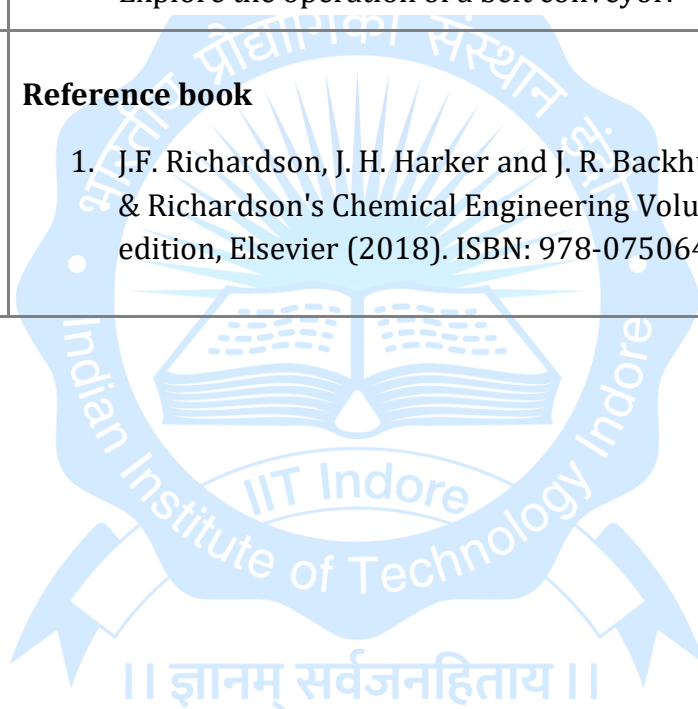 Explore the operation of a belt conveyor.
Reference book
1. J.F. Richardson, J. H. Harker and J. R. Backh
& Richardson's Chemical Engineering Volu
edition, Elsevier (2018). ISBN: 978-075064
भारतीय प्रौद्योगिकी संस्थान इंदौर
Indian Institute of Technology Indore
IIT Indore
।। ज्ञानम् सर्वजनहिताय ।।